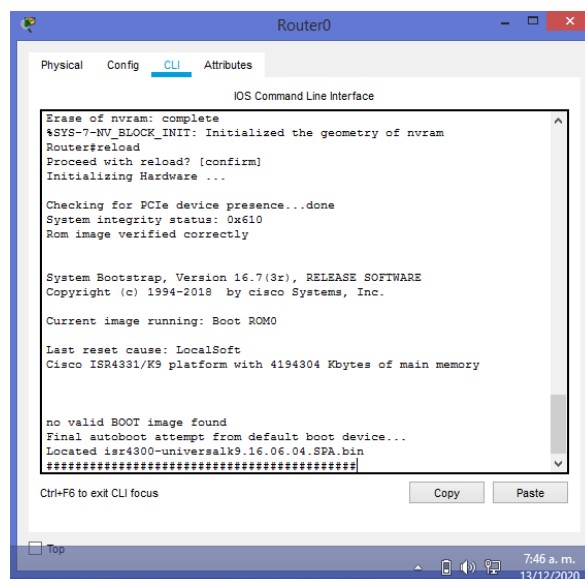 Router0
Physical Config CLI Attributes
IOS Command Line Interface
Erase of nvram: complete
%SYS-7-NV_BLOCK_INIT: Initialized the geometry of nvram
Router#reload
Proceed with reload? [confirm]
Initializing Hardware ...
Checking for PCIe device presence...done
System integrity status: 0x610
Rom image verified correctly
System Bootstrap, Version 16.7(3r), RELEASE SOFTWARE
Copyright (c) 1994-2018 by cisco Systems, Inc.
Current image running: Boot ROM0
Last reset cause: LocalSoft
Cisco ISR4331/K9 platform with 4194304 Kbytes of main memory
no valid BOOT image found
Final autoboot attempt from default boot device...
Located isr4300-universalk9.16.06.04.SPA.bin
###########################################
Ctrl+F6 to exit CLI focus Copy Paste
Top
7:46 a. m.
13/12/2020